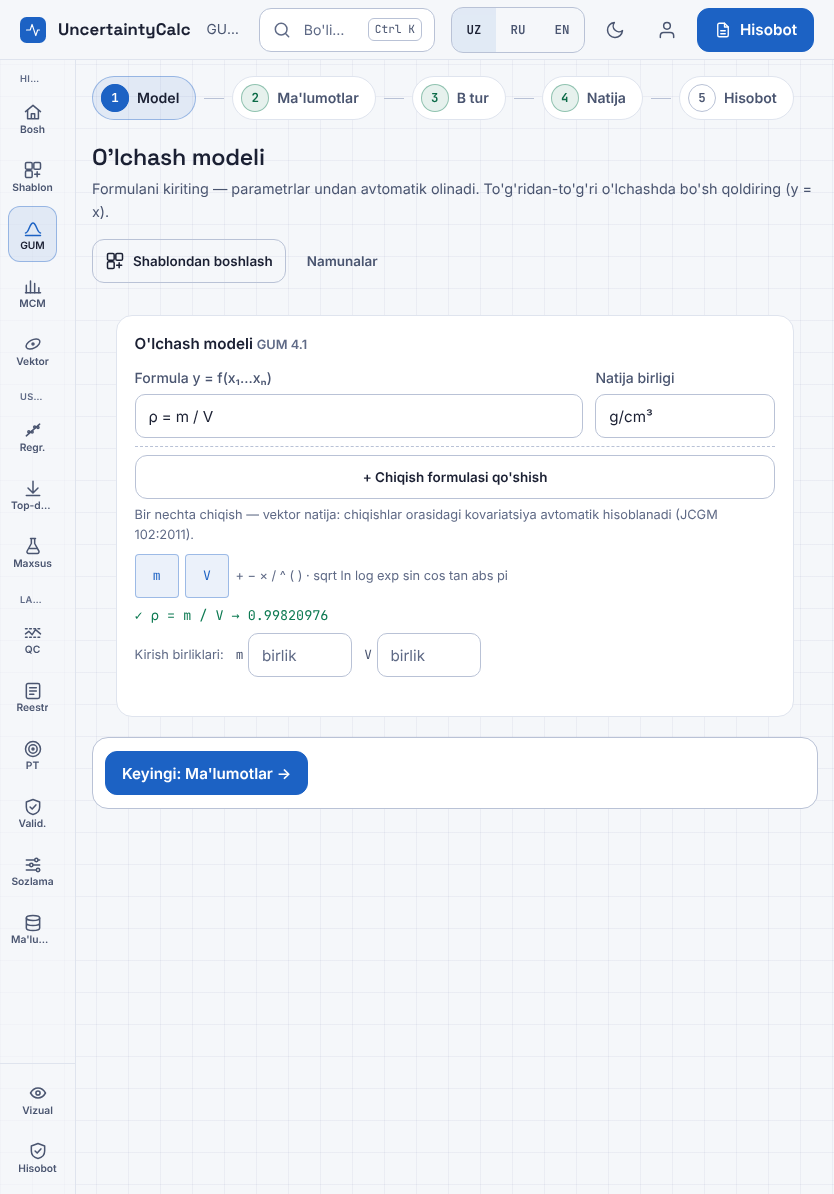 UncertaintyCalc GU... Bo'li... Ctrl K UZ RU EN Hisobot
HI...
Bosh
Shablon
GUM
MCM
Vektor
US...
Regr.
Top-d...
Maxsus
LA...
QC
Reestr
PT
Valid.
Sozlama
Ma'lu...
Vizual
Hisobot
1 Model 2 Ma'lumotlar 3 B tur 4 Natija 5 Hisobot
O'lchash modeli
Formulani kiriting — parametrlar undan avtomatik olinadi. To'g'ridan-to'g'ri o'lchashda bo'sh qoldiring (y =
x).
Shablondan boshlash Namunalar
O'lchash modeli GUM 4.1
Formula y = f(x₁…xₙ) Natija birligi
ρ = m / V g/cm³
+ Chiqish formulasi qo'shish
Bir nechta chiqish — vektor natija: chiqishlar orasidagi kovariatsiya avtomatik hisoblanadi (JCGM
102:2011).
m V + − × / ^ ( ) · sqrt ln log exp sin cos tan abs pi
✓ ρ = m / V → 0.99820976
Kirish birliklari: m birlik V birlik
Keyingi: Ma'lumotlar →